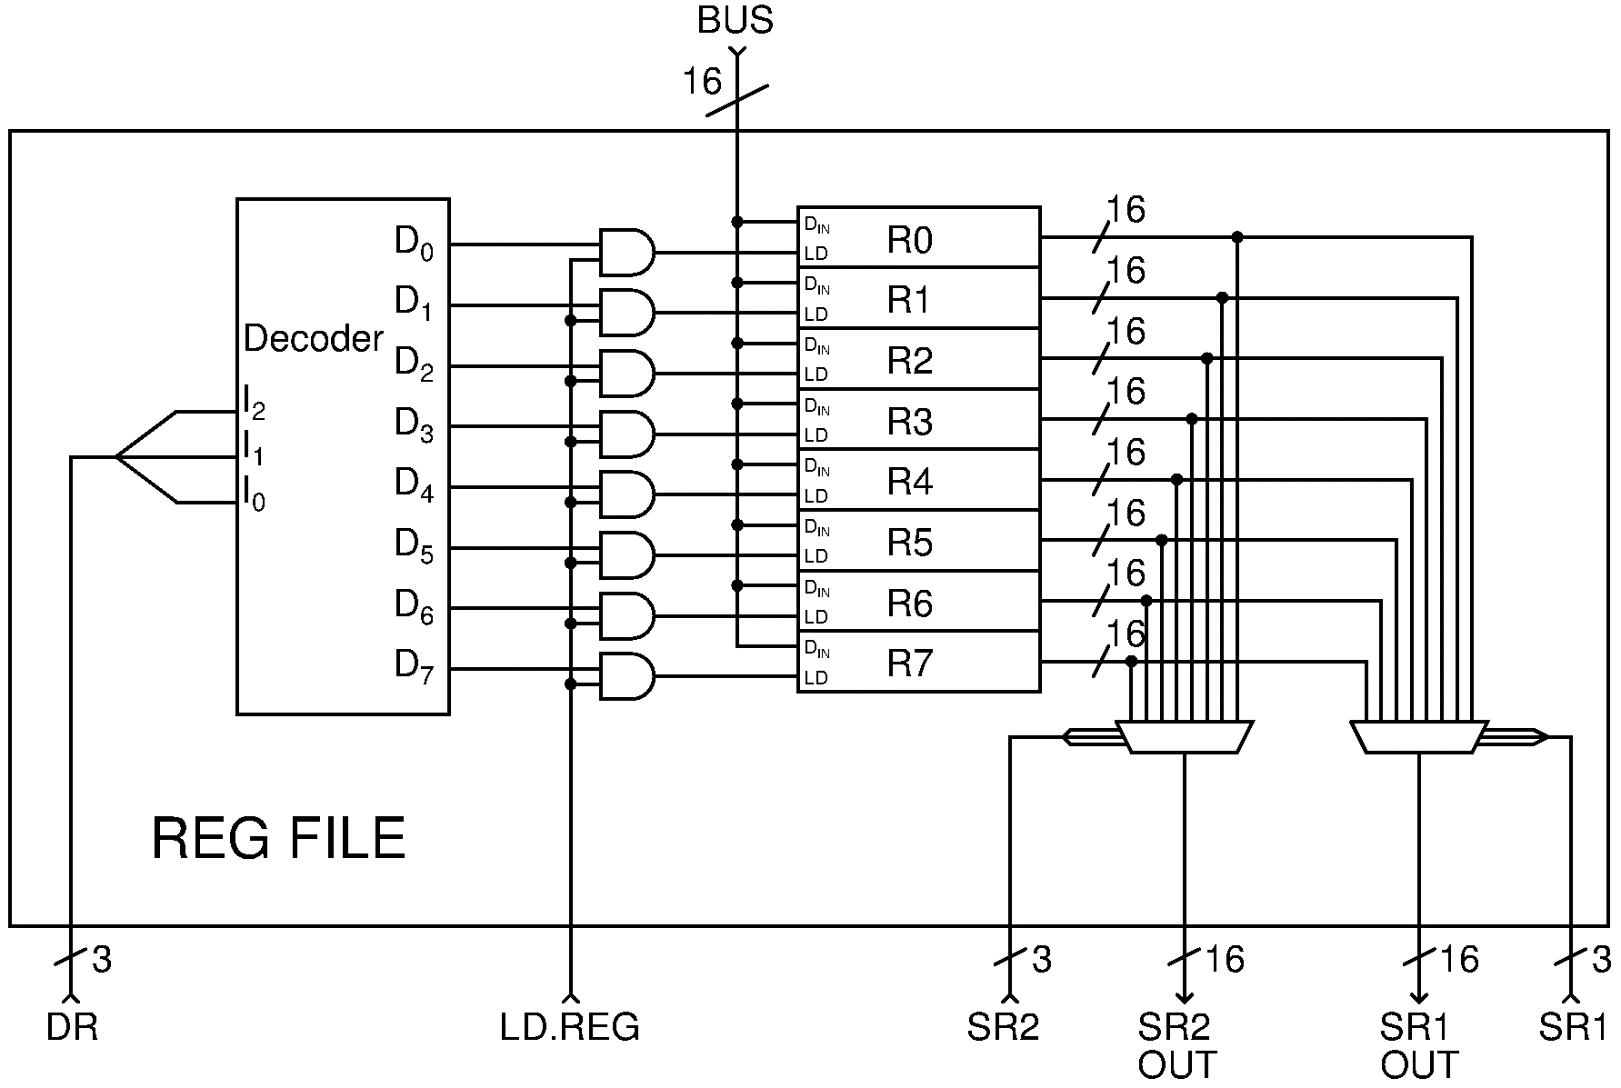 BUS
16
Decoder
I2
I1
I0
D0
D1
D2
D3
D4
D5
D6
D7
DIN
LD
R0
16
DIN
LD
R1
16
DIN
LD
R2
16
DIN
LD
R3
16
DIN
LD
R4
16
DIN
LD
R5
16
DIN
LD
R6
16
DIN
LD
R7
16
REG FILE
3
3
16
16
3
DR
LD.REG
SR2
SR2
OUT
SR1
OUT
SR1